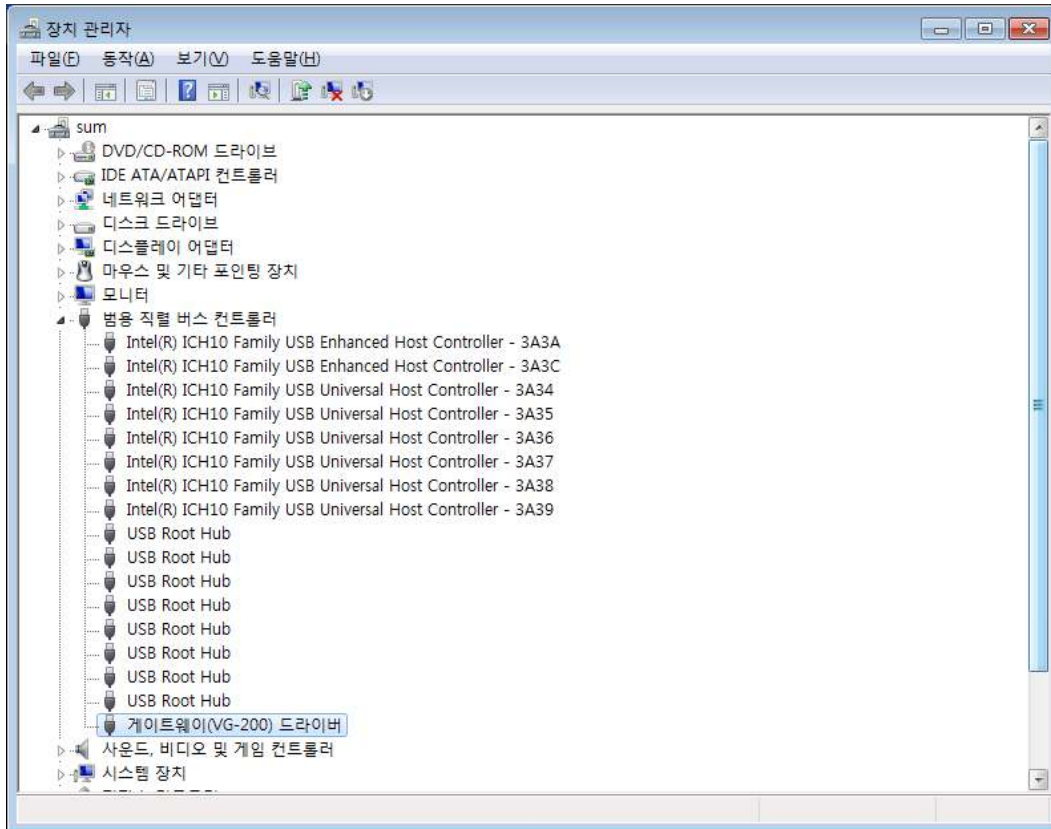 장치 관리자
파일(F) 동작(A) 보기(V) 도움말(H)
sum
DVD/CD-ROM 드라이브
IDE ATA/ATAPI 컨트롤러
네트워크 어댑터
디스크 드라이브
디스플레이 어댑터
마우스 및 기타 포인팅 장치
모니터
범용 직렬 버스 컨트롤러
Intel(R) ICH10 Family USB Enhanced Host Controller - 3A3A
Intel(R) ICH10 Family USB Enhanced Host Controller - 3A3C
Intel(R) ICH10 Family USB Universal Host Controller - 3A34
Intel(R) ICH10 Family USB Universal Host Controller - 3A35
Intel(R) ICH10 Family USB Universal Host Controller - 3A36
Intel(R) ICH10 Family USB Universal Host Controller - 3A37
Intel(R) ICH10 Family USB Universal Host Controller - 3A38
Intel(R) ICH10 Family USB Universal Host Controller - 3A39
USB Root Hub
USB Root Hub
USB Root Hub
USB Root Hub
USB Root Hub
USB Root Hub
USB Root Hub
USB Root Hub
게이트웨이(VG-200) 드라이버
사운드, 비디오 및 게임 컨트롤러
시스템 장치